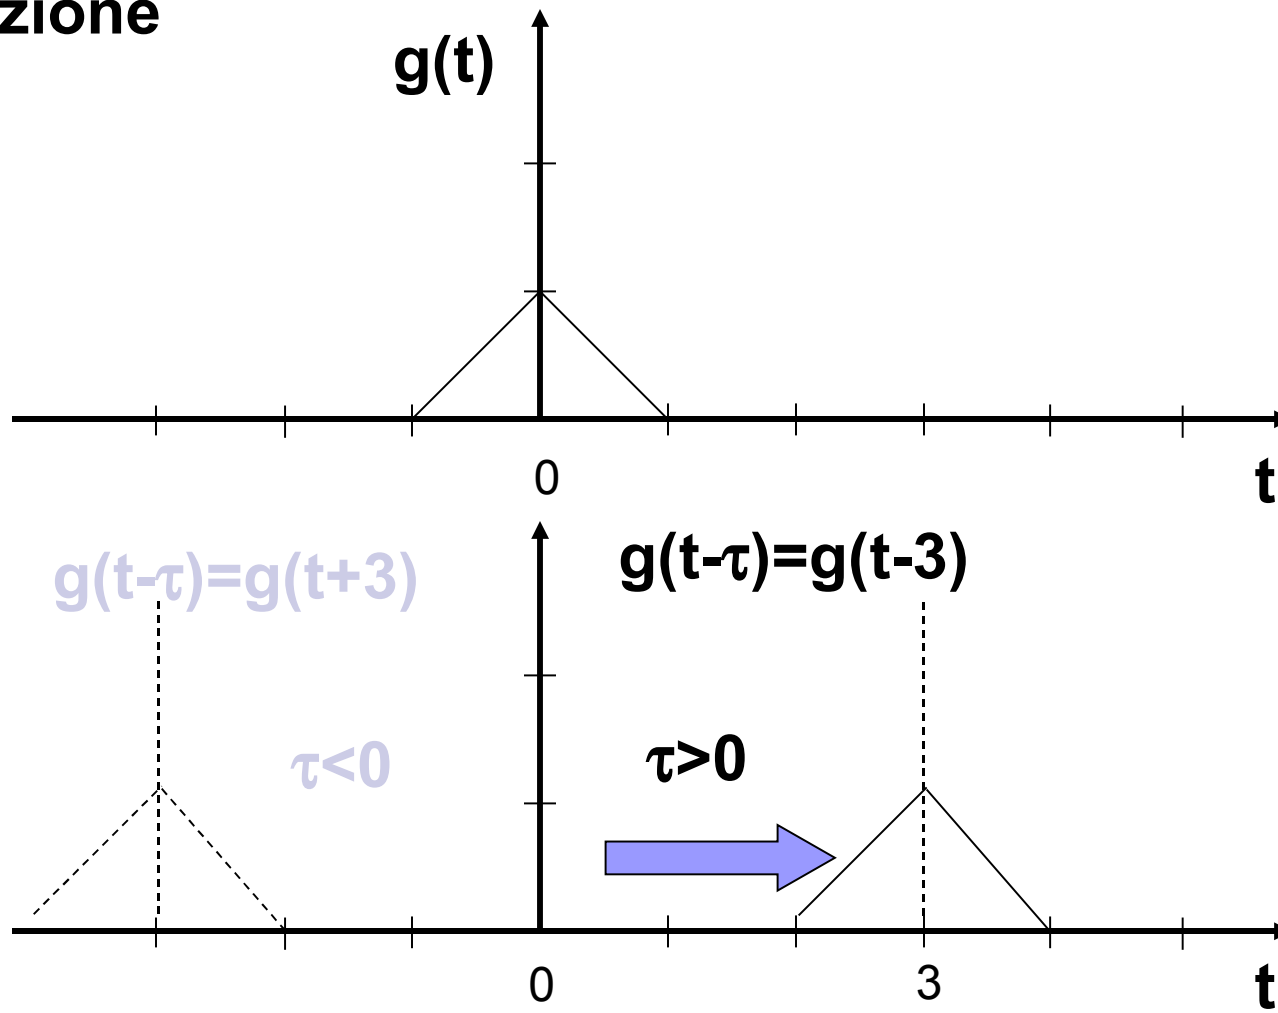 zione
g(t)
0
t
g(t-τ)=g(t+3)
g(t-τ)=g(t-3)
τ<0
τ>0
0
3
t